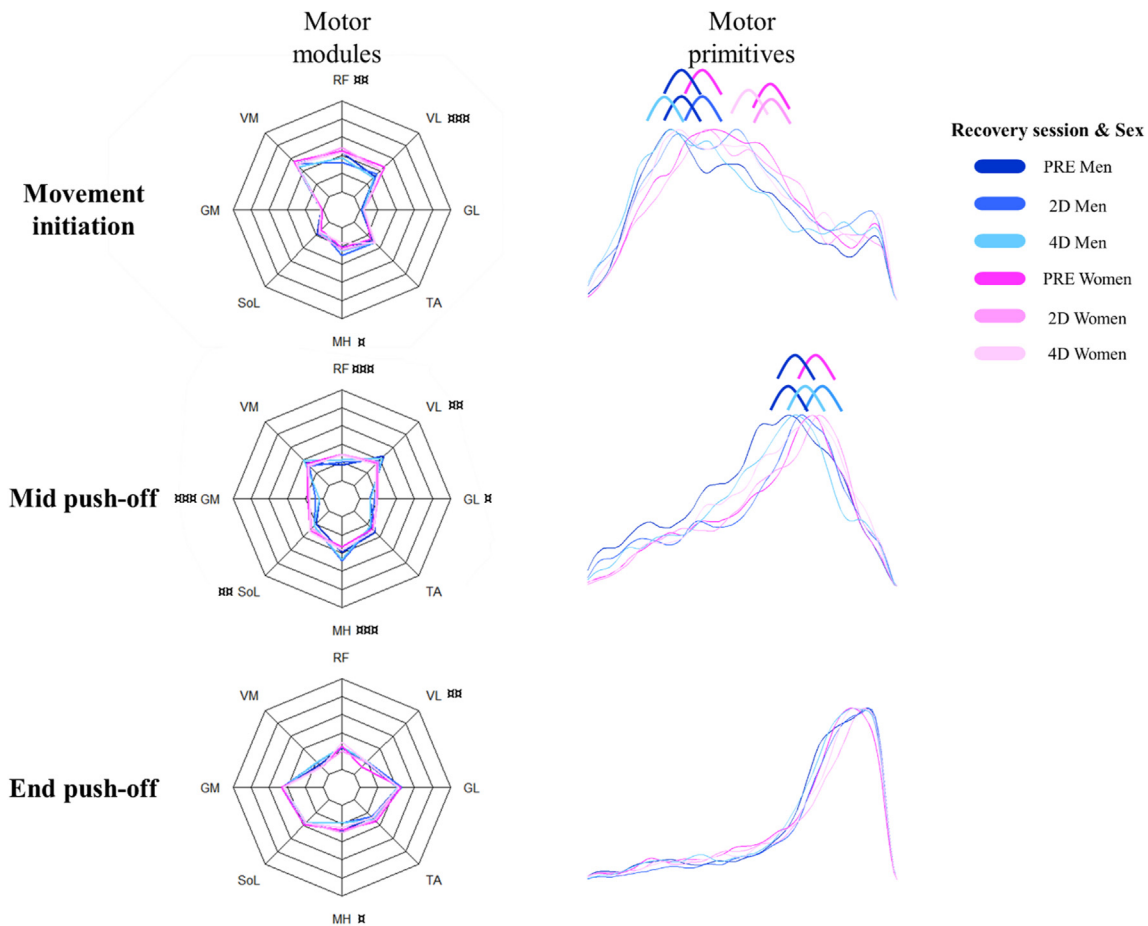 Motor
modules
Motor
primitives
RF ¤¤
VM
VL ¤¤¤
Movement
initiation
GM
GL
SoL
TA
MH ¤
Recovery session & Sex
PRE Men
2D Men
4D Men
PRE Women
2D Women
4D Women
RF ¤¤¤
VM
VL ¤¤
Mid push-off
¤¤¤ GM
GL ¤
¤¤ SoL
TA
MH ¤¤¤
RF
VM
VL ¤¤
End push-off
GM
GL
SoL
TA
MH ¤